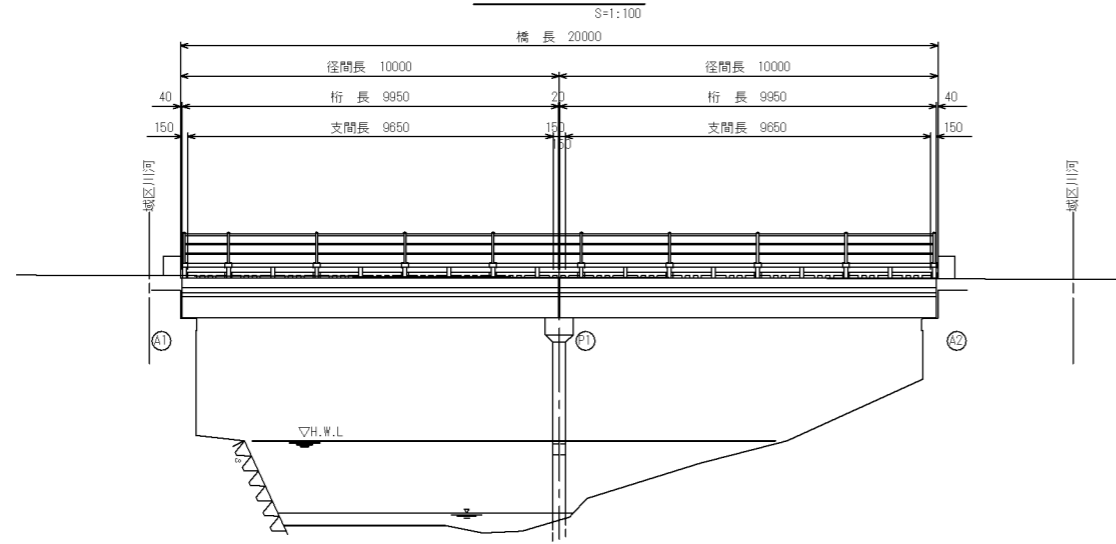 S=1:100
橋 長 20000
径間長 10000
径間長 10000
40
桁 長 9950
20
桁 長 9950
40
150
支間長 9650
150
支間長 9650
150
150
河川区域
河川区域
A1
P1
A2
▽H.W.L
Co